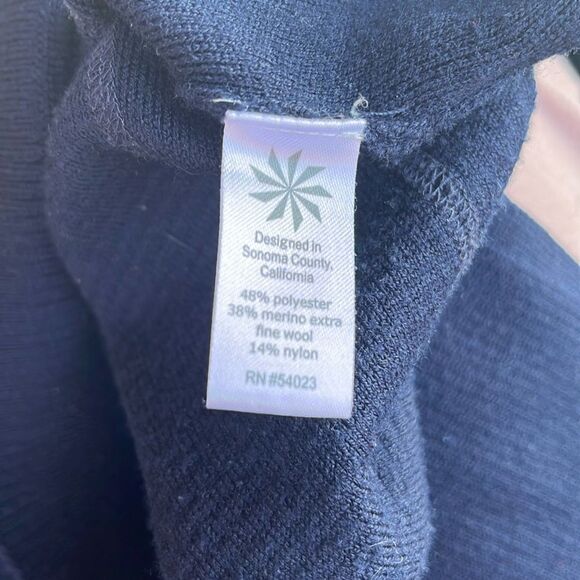 Designed in
Sonoma County,
California
48% polyester
38% merino extra
fine wool
14% nylon
RN #54023